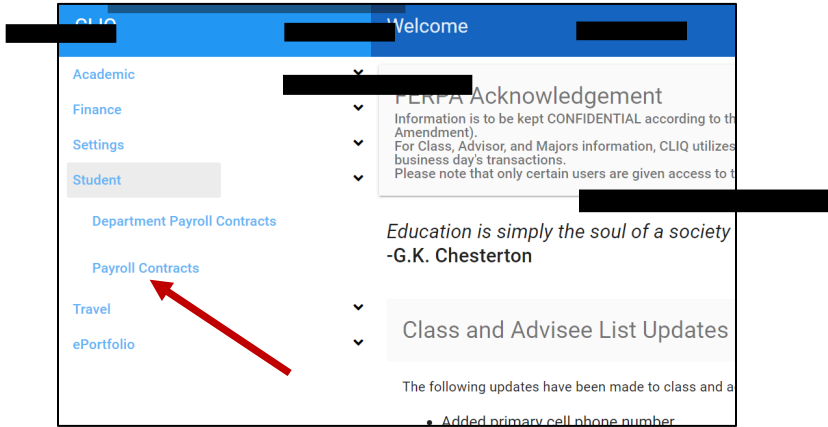 CLIQ
Welcome
Academic
Finance
Settings
Student
Department Payroll Contracts
Payroll Contracts
Travel
ePortfolio
FERPA Acknowledgement
Information is to be kept CONFIDENTIAL according to th
Amendment).
For Class, Advisor, and Majors information, CLIQ utilizes
business day's transactions.
Please note that only certain users are given access to t
Education is simply the soul of a society
-G.K. Chesterton
Class and Advisee List Updates
The following updates have been made to class and a
• Added primary cell phone number